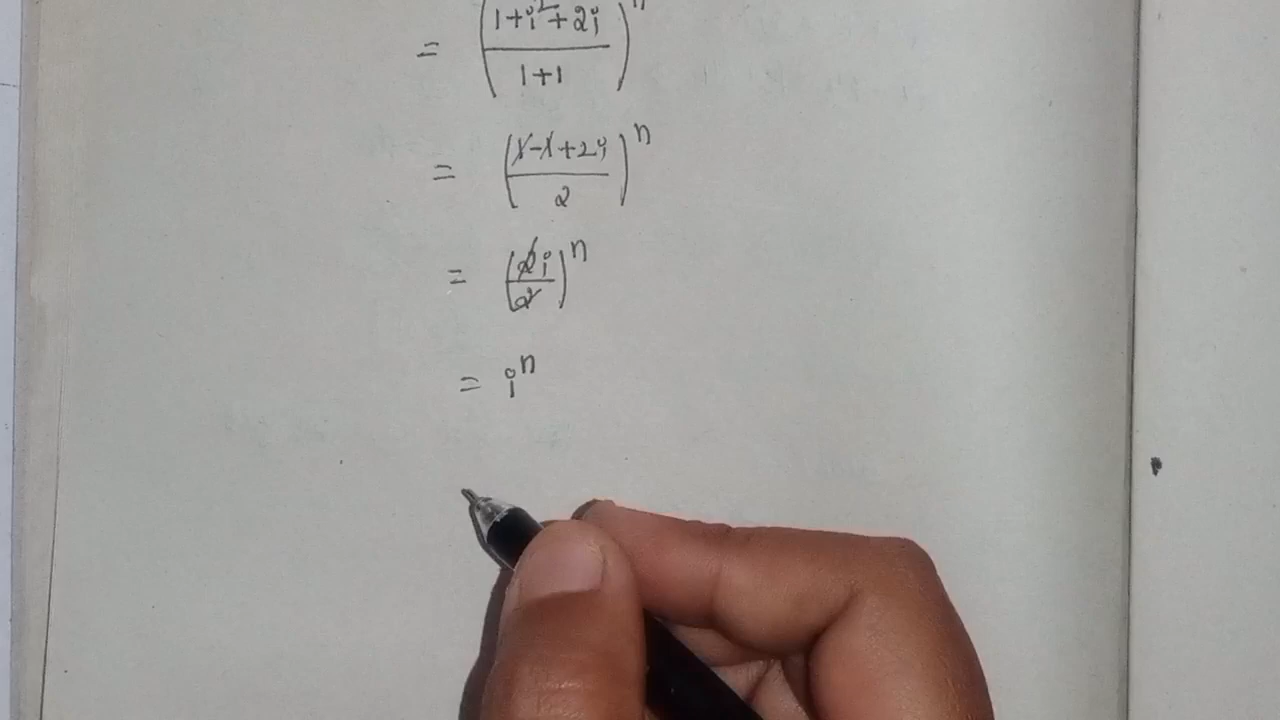 = ((1+i²+2i)/(1+1))ⁿ
= ((1-1+2i)/2)ⁿ
= (2i/2)ⁿ
= iⁿ